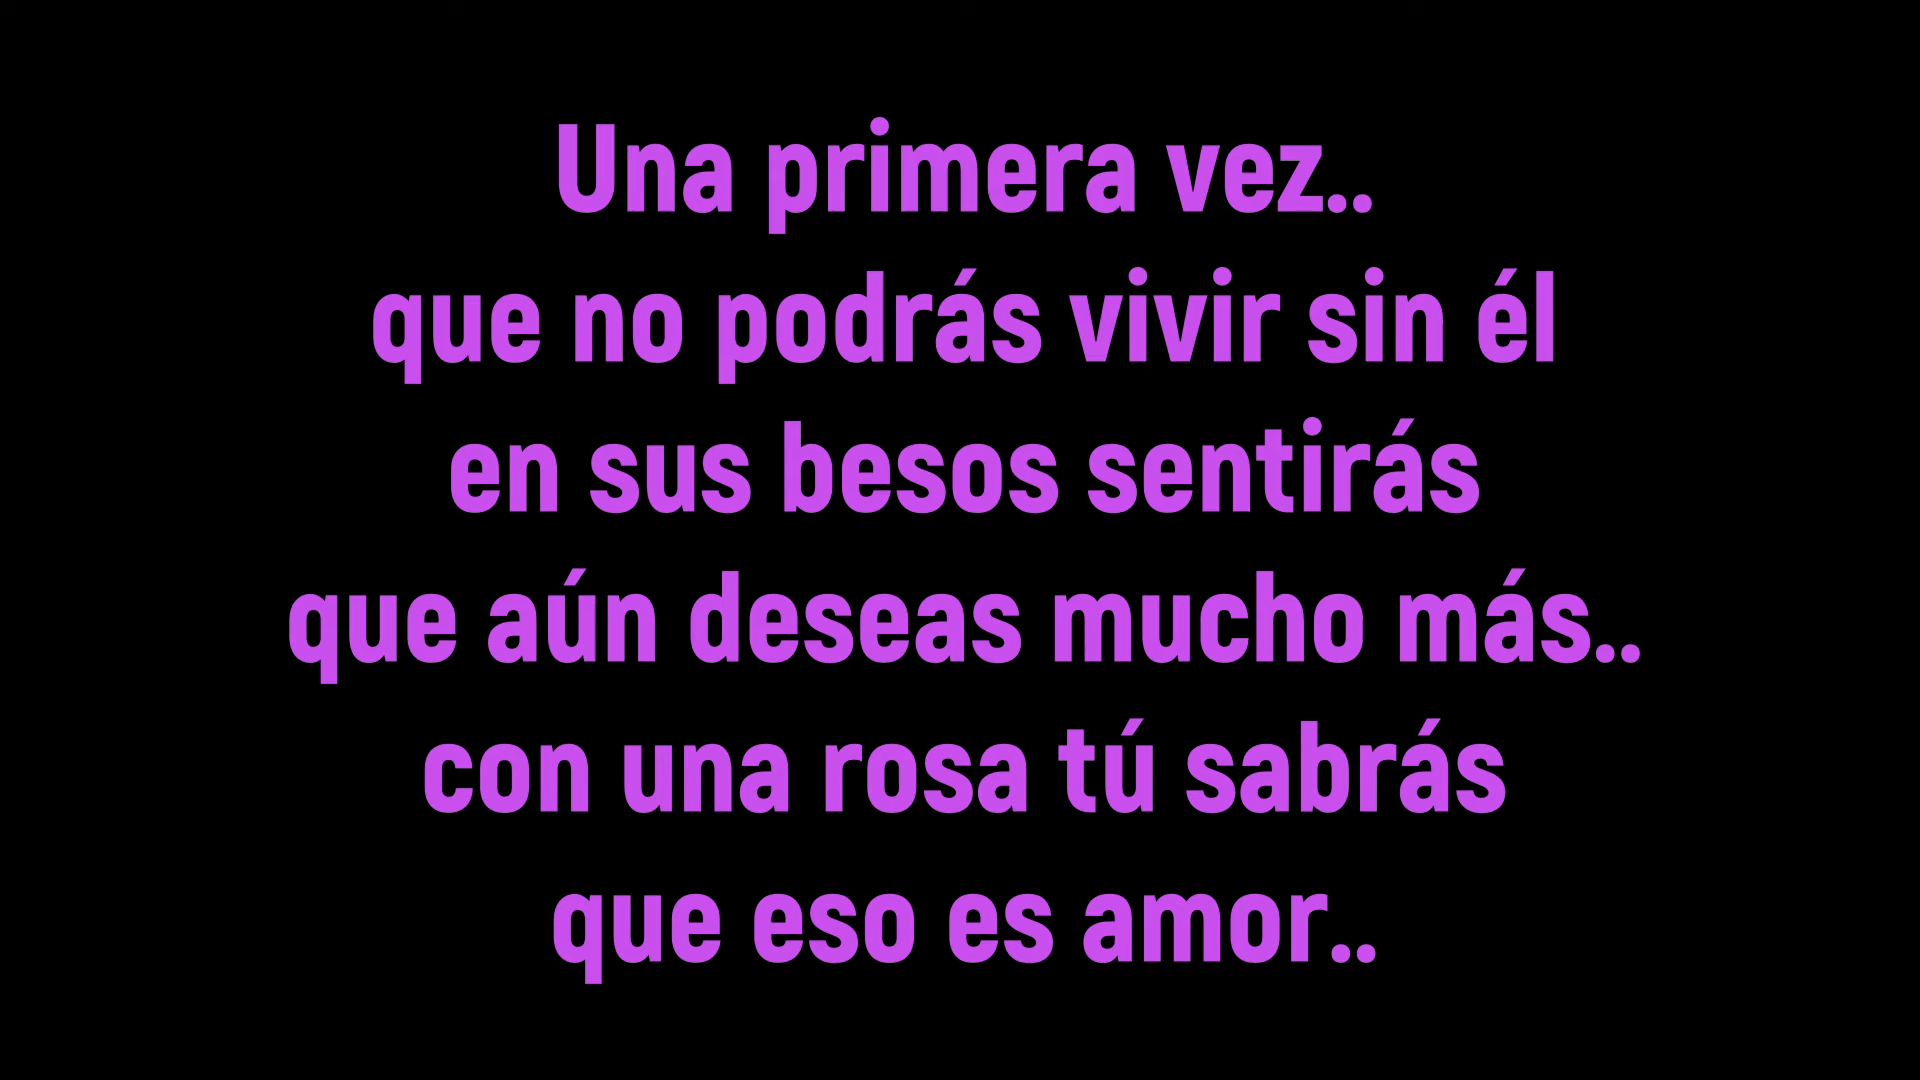 Una primera vez..
que no podrás vivir sin él
en sus besos sentirás
que aún deseas mucho más..
con una rosa tú sabrás
que eso es amor..